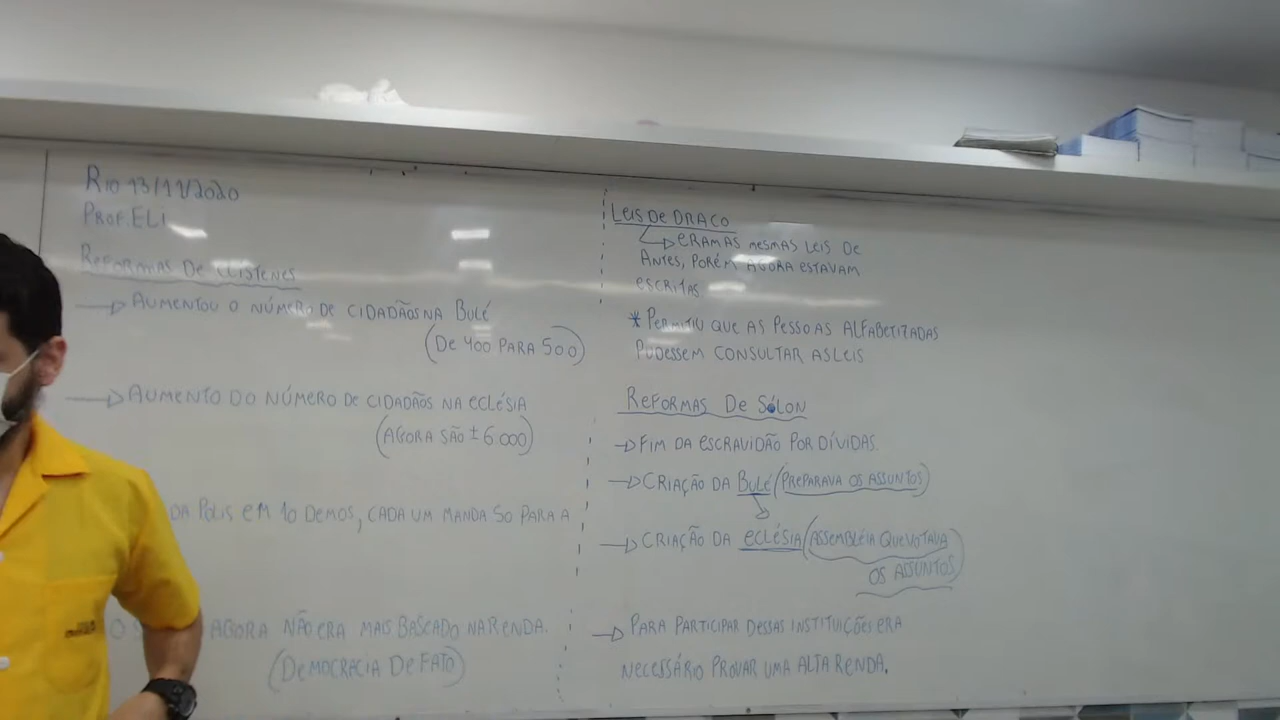 RIO 13/11/2020
PROF. ELI
REFORMAS DE CLÍSTENES
→ AUMENTOU O NÚMERO DE CIDADÃOS NA BULÉ
(DE 400 PARA 500)
→ AUMENTO DO NÚMERO DE CIDADÃOS NA ECLÉSIA
(AGORA SÃO ± 6.000)
DA POLIS EM 10 DEMOS, CADA UM MANDA 50 PARA A
O AGORA NÃO ERA MAS BASEADO NA RENDA.
(DEMOCRACIA DE FATO)
LEIS DE DRACO
→ ERAM AS MESMAS LEIS DE
ANTES, PORÉM AGORA ESTAVAM
ESCRITAS
* PERMITIU QUE AS PESSOAS ALFABETIZADAS
PUDESSEM CONSULTAR AS LEIS
REFORMAS DE SÓLON
→ FIM DA ESCRAVIDÃO POR DÍVIDAS.
→ CRIAÇÃO DA BULÉ (PREPARAVA OS ASSUNTOS)
→ CRIAÇÃO DA ECLÉSIA (ASSEMBLÉIA QUE VOTAVA
OS ASSUNTOS)
→ PARA PARTICIPAR DESSAS INSTITUIÇÕES ERA
NECESSÁRIO PROVAR UMA ALTA RENDA.